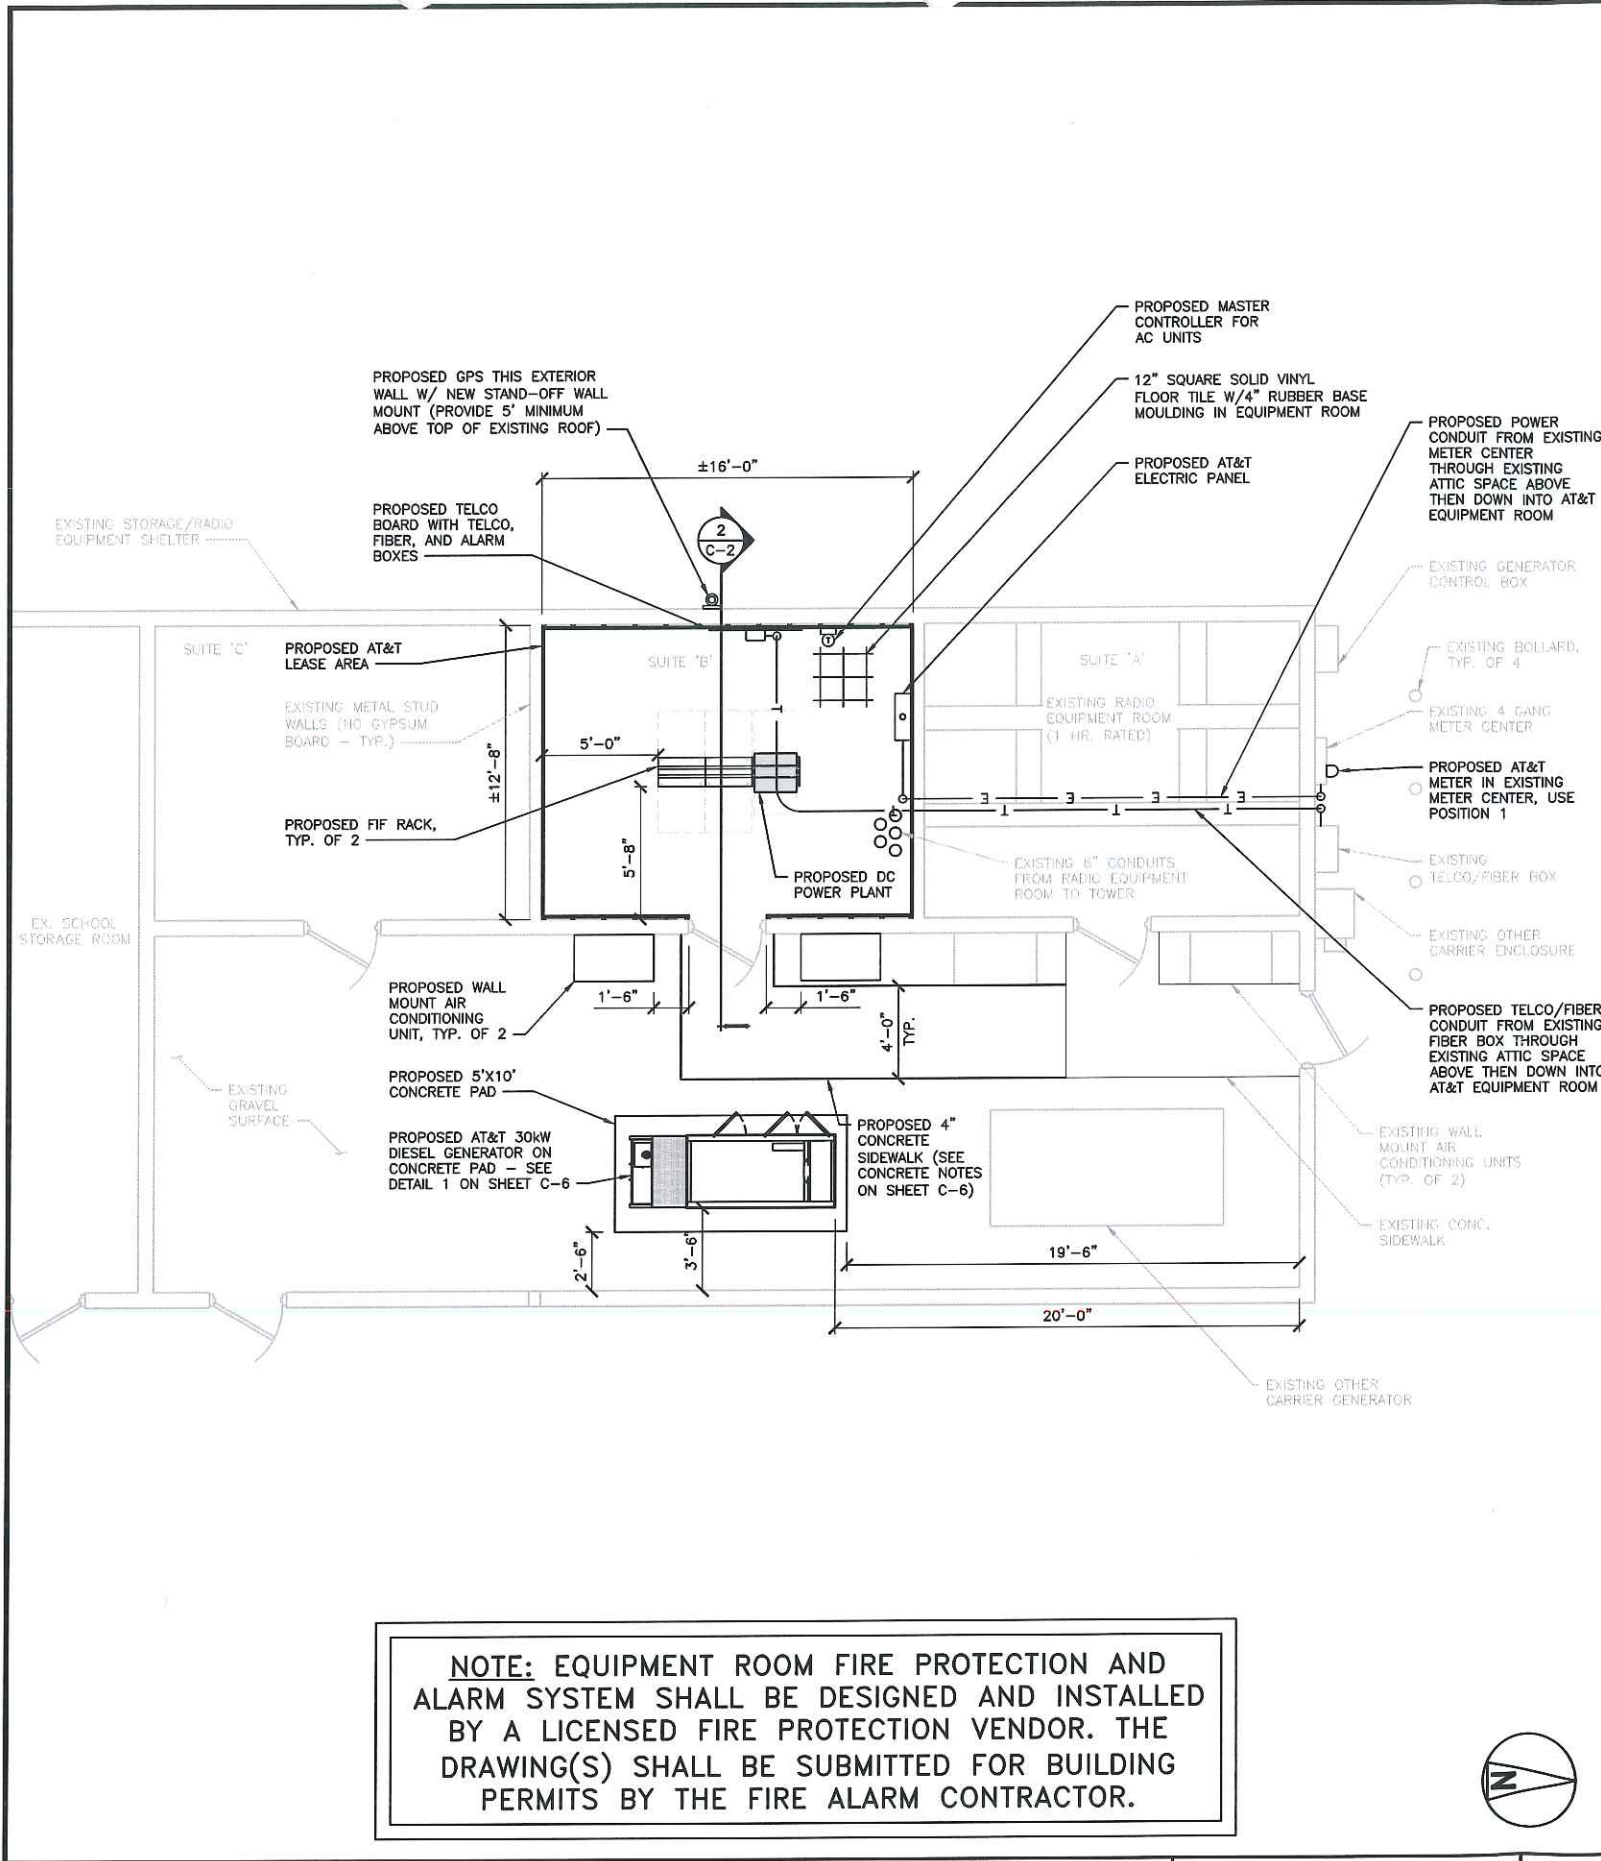 PROPOSED MASTER
CONTROLLER FOR
AC UNITS
PROPOSED GPS THIS EXTERIOR
WALL W/ NEW STAND-OFF WALL
MOUNT (PROVIDE 5' MINIMUM
ABOVE TOP OF EXISTING ROOF)
12" SQUARE SOLID VINYL
FLOOR TILE W/4" RUBBER BASE
MOULDING IN EQUIPMENT ROOM
PROPOSED POWER
CONDUIT FROM EXISTING
METER CENTER
THROUGH EXISTING
ATTIC SPACE ABOVE
THEN DOWN INTO AT&T
EQUIPMENT ROOM
±16'-0"
PROPOSED AT&T
ELECTRIC PANEL
PROPOSED TELCO
BOARD WITH TELCO,
FIBER, AND ALARM
BOXES
EXISTING STORAGE/RADIO
EQUIPMENT SHELTER
2
C-2
EXISTING GENERATOR
CONTROL BOX
SUITE 'C'
PROPOSED AT&T
LEASE AREA
SUITE 'B'
T
SUITE 'A'
EXISTING BOLLARD,
TYP. OF 4
EXISTING METAL STUD
WALLS (NO GYPSUM
BOARD - TYP.)
T
EXISTING RADIO
EQUIPMENT ROOM
(1 HR. RATED)
EXISTING 4 GANG
METER CENTER
5'-0"
±12'-8"
PROPOSED AT&T
METER IN EXISTING
METER CENTER, USE
POSITION 1
E E E E
T T T T
PROPOSED FIF RACK,
TYP. OF 2
5'-8"
PROPOSED DC
POWER PLANT
EXISTING 6" CONDUITS
FROM RADIO EQUIPMENT
ROOM TO TOWER
EXISTING
TELCO/FIBER BOX
EX. SCHOOL
STORAGE ROOM
EXISTING OTHER
CARRIER ENCLOSURE
PROPOSED WALL
MOUNT AIR
CONDITIONING
UNIT, TYP. OF 2
1'-6"
1'-6"
4'-0"
TYP.
PROPOSED TELCO/FIBER
CONDUIT FROM EXISTING
FIBER BOX THROUGH
EXISTING ATTIC SPACE
ABOVE THEN DOWN INTO
AT&T EQUIPMENT ROOM
EXISTING
GRAVEL
SURFACE
PROPOSED 5'X10'
CONCRETE PAD
PROPOSED AT&T 30kW
DIESEL GENERATOR ON
CONCRETE PAD - SEE
DETAIL 1 ON SHEET C-6
PROPOSED 4"
CONCRETE
SIDEWALK (SEE
CONCRETE NOTES
ON SHEET C-6)
EXISTING WALL
MOUNT AIR
CONDITIONING UNITS
(TYP. OF 2)
EXISTING CONC.
SIDEWALK
2'-6"
3'-6"
19'-6"
20'-0"
EXISTING OTHER
CARRIER GENERATOR
NOTE: EQUIPMENT ROOM FIRE PROTECTION AND
ALARM SYSTEM SHALL BE DESIGNED AND INSTALLED
BY A LICENSED FIRE PROTECTION VENDOR. THE
DRAWING(S) SHALL BE SUBMITTED FOR BUILDING
PERMITS BY THE FIRE ALARM CONTRACTOR.
N